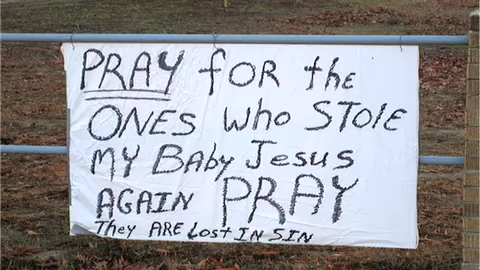 PRAY for the
ONES Who STOLE
MY BaBy Jesus
AGAIN PRAY
They ARE Lost IN SIN